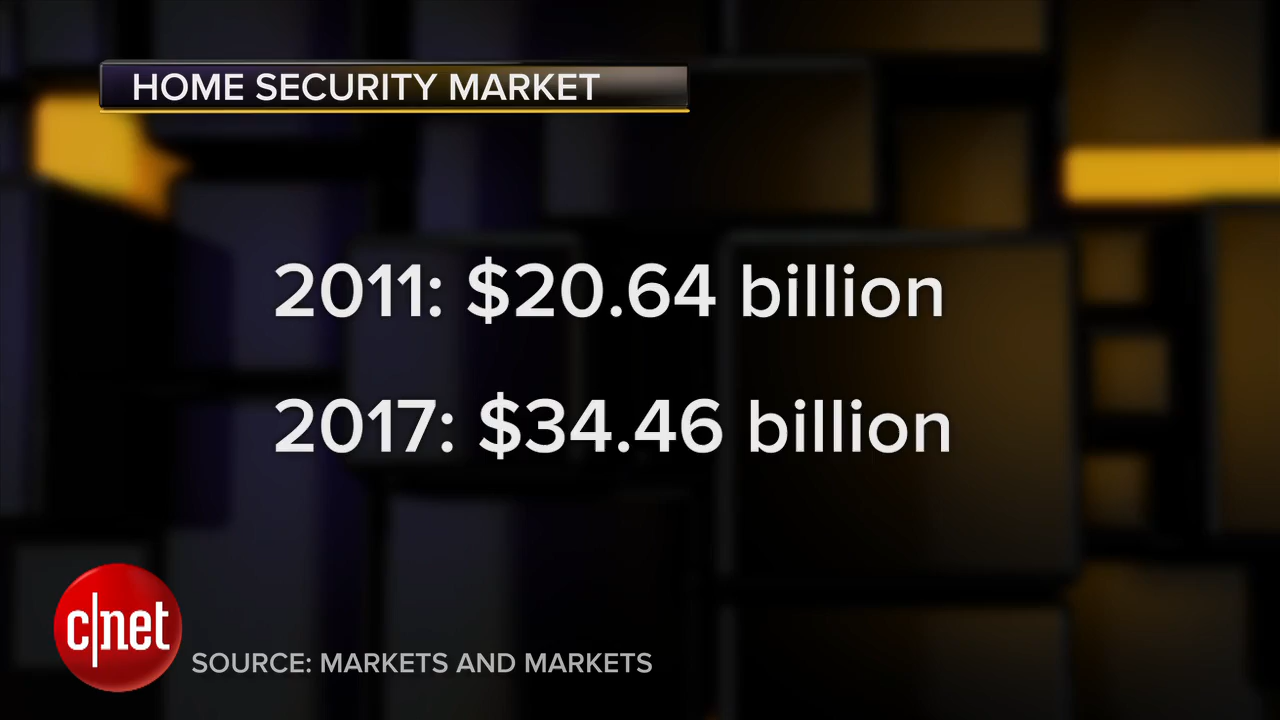 HOME SECURITY MARKET
2011: $20.64 billion
2017: $34.46 billion
c|net
SOURCE: MARKETS AND MARKETS